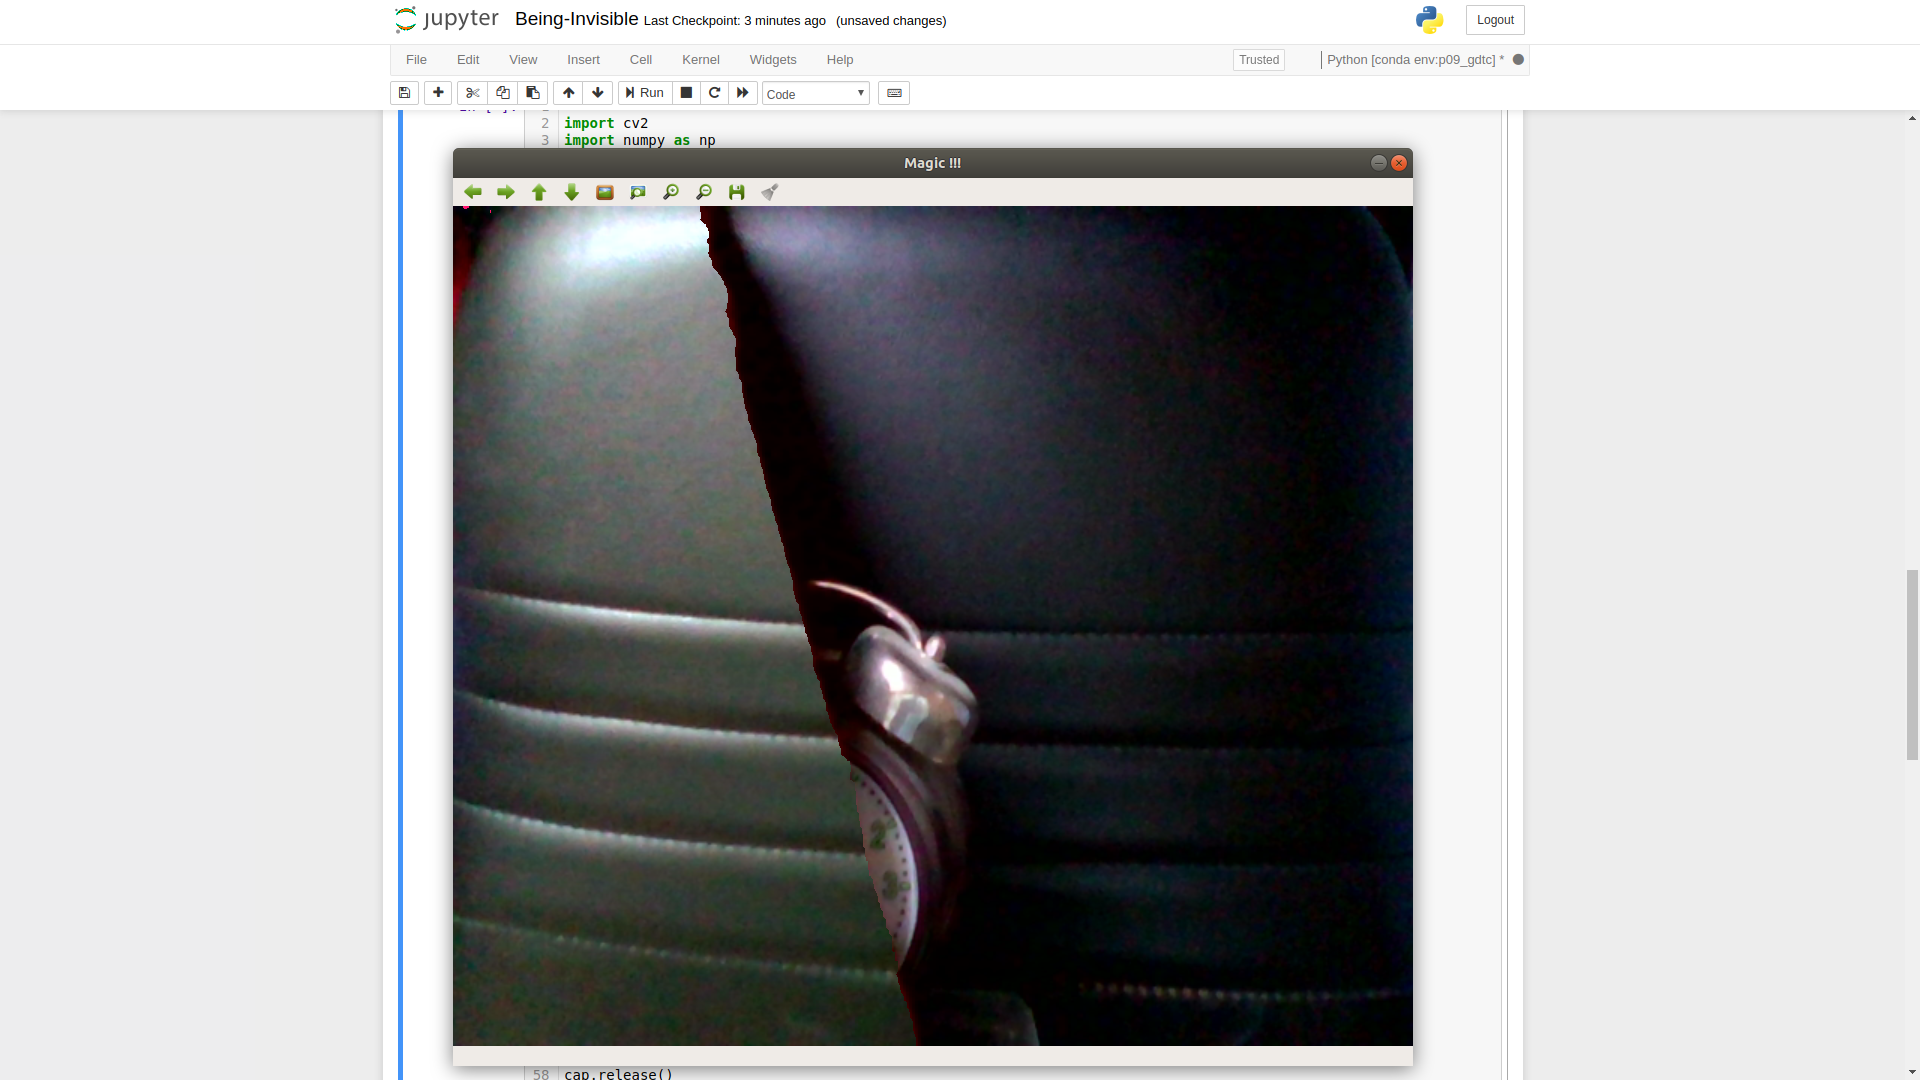 jupyter Being-Invisible Last Checkpoint: 3 minutes ago (unsaved changes) Logout
File Edit View Insert Cell Kernel Widgets Help Trusted Python [conda env:p09_gdtc] *
Run Code
2 import cv2
3 import numpy as np
Magic !!!
2
3
58 cap.release()